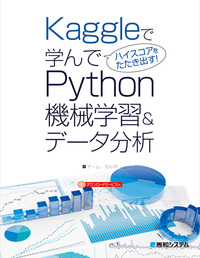 Kaggleで
学んで
ハイスコアを
たたき出す!
Python
機械学習&
データ分析
■チーム・カルポ
ダウンロードサービス付
秀和システム